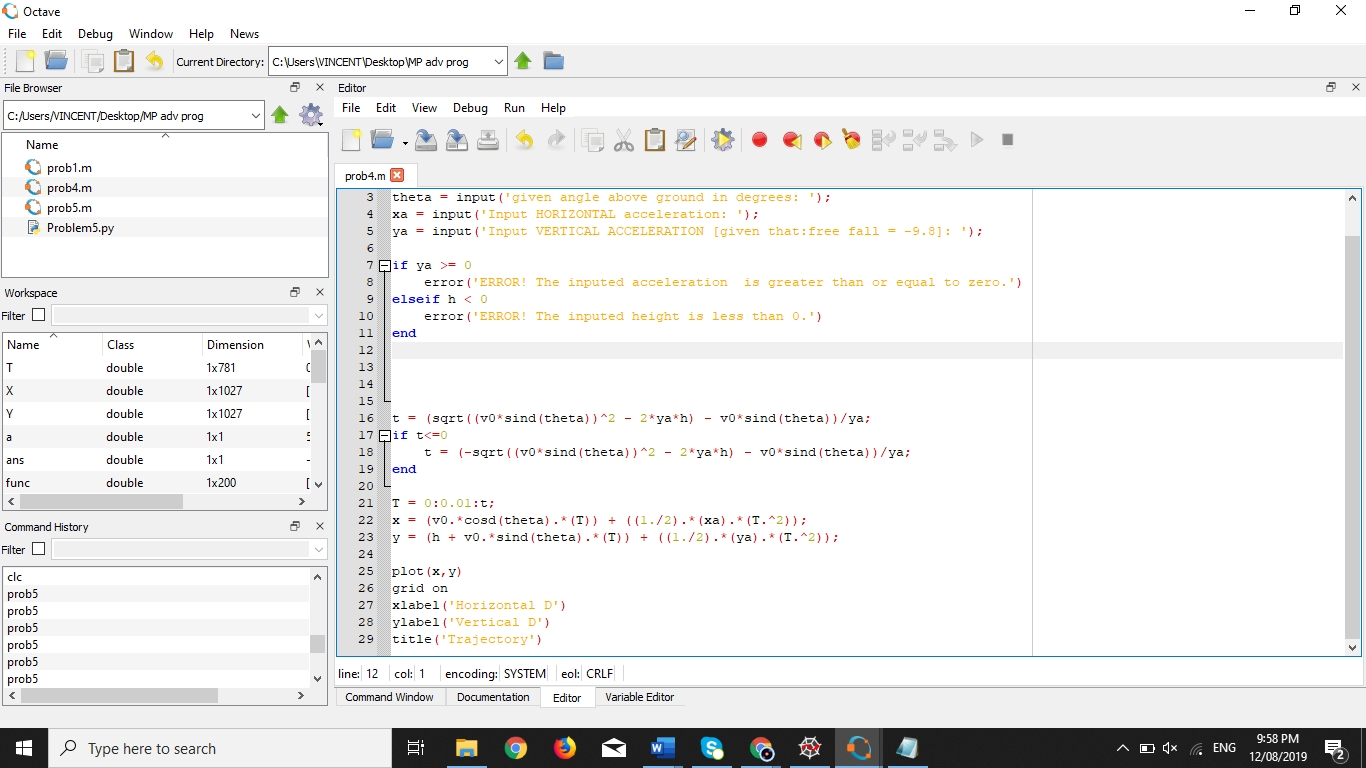 Octave
File Edit Debug Window Help News
Current Directory: C:\Users\VINCENT\Desktop\MP adv prog
File Browser
C:/Users/VINCENT/Desktop/MP adv prog
Name
prob1.m
prob4.m
prob5.m
Problem5.py
Workspace
Filter
Name Class Dimension
T double 1x781
X double 1x1027
Y double 1x1027
a double 1x1
ans double 1x1
func double 1x200
Command History
Filter
clc
prob5
prob5
prob5
prob5
prob5
prob5
Editor
File Edit View Debug Run Help
prob4.m
3 theta = input('given angle above ground in degrees: ');
4 xa = input('Input HORIZONTAL acceleration: ');
5 ya = input('Input VERTICAL ACCELERATION [given that:free fall = -9.8]: ');
6
7 if ya >= 0
8 error('ERROR! The inputed acceleration  is greater than or equal to zero.')
9 elseif h < 0
10 error('ERROR! The inputed height is less than 0.')
11 end
12
13
14
15
16 t = (sqrt((v0*sind(theta))^2 - 2*ya*h) - v0*sind(theta))/ya;
17 if t<=0
18 t = (-sqrt((v0*sind(theta))^2 - 2*ya*h) - v0*sind(theta))/ya;
19 end
20
21 T = 0:0.01:t;
22 x = (v0.*cosd(theta).*(T)) + ((1./2).*(xa).*(T.^2));
23 y = (h + v0.*sind(theta).*(T)) + ((1./2).*(ya).*(T.^2));
24
25 plot(x,y)
26 grid on
27 xlabel('Horizontal D')
28 ylabel('Vertical D')
29 title('Trajectory')
line: 12 col: 1 encoding: SYSTEM eol: CRLF
Command Window Documentation Editor Variable Editor
Type here to search
ENG
9:58 PM
12/08/2019
2